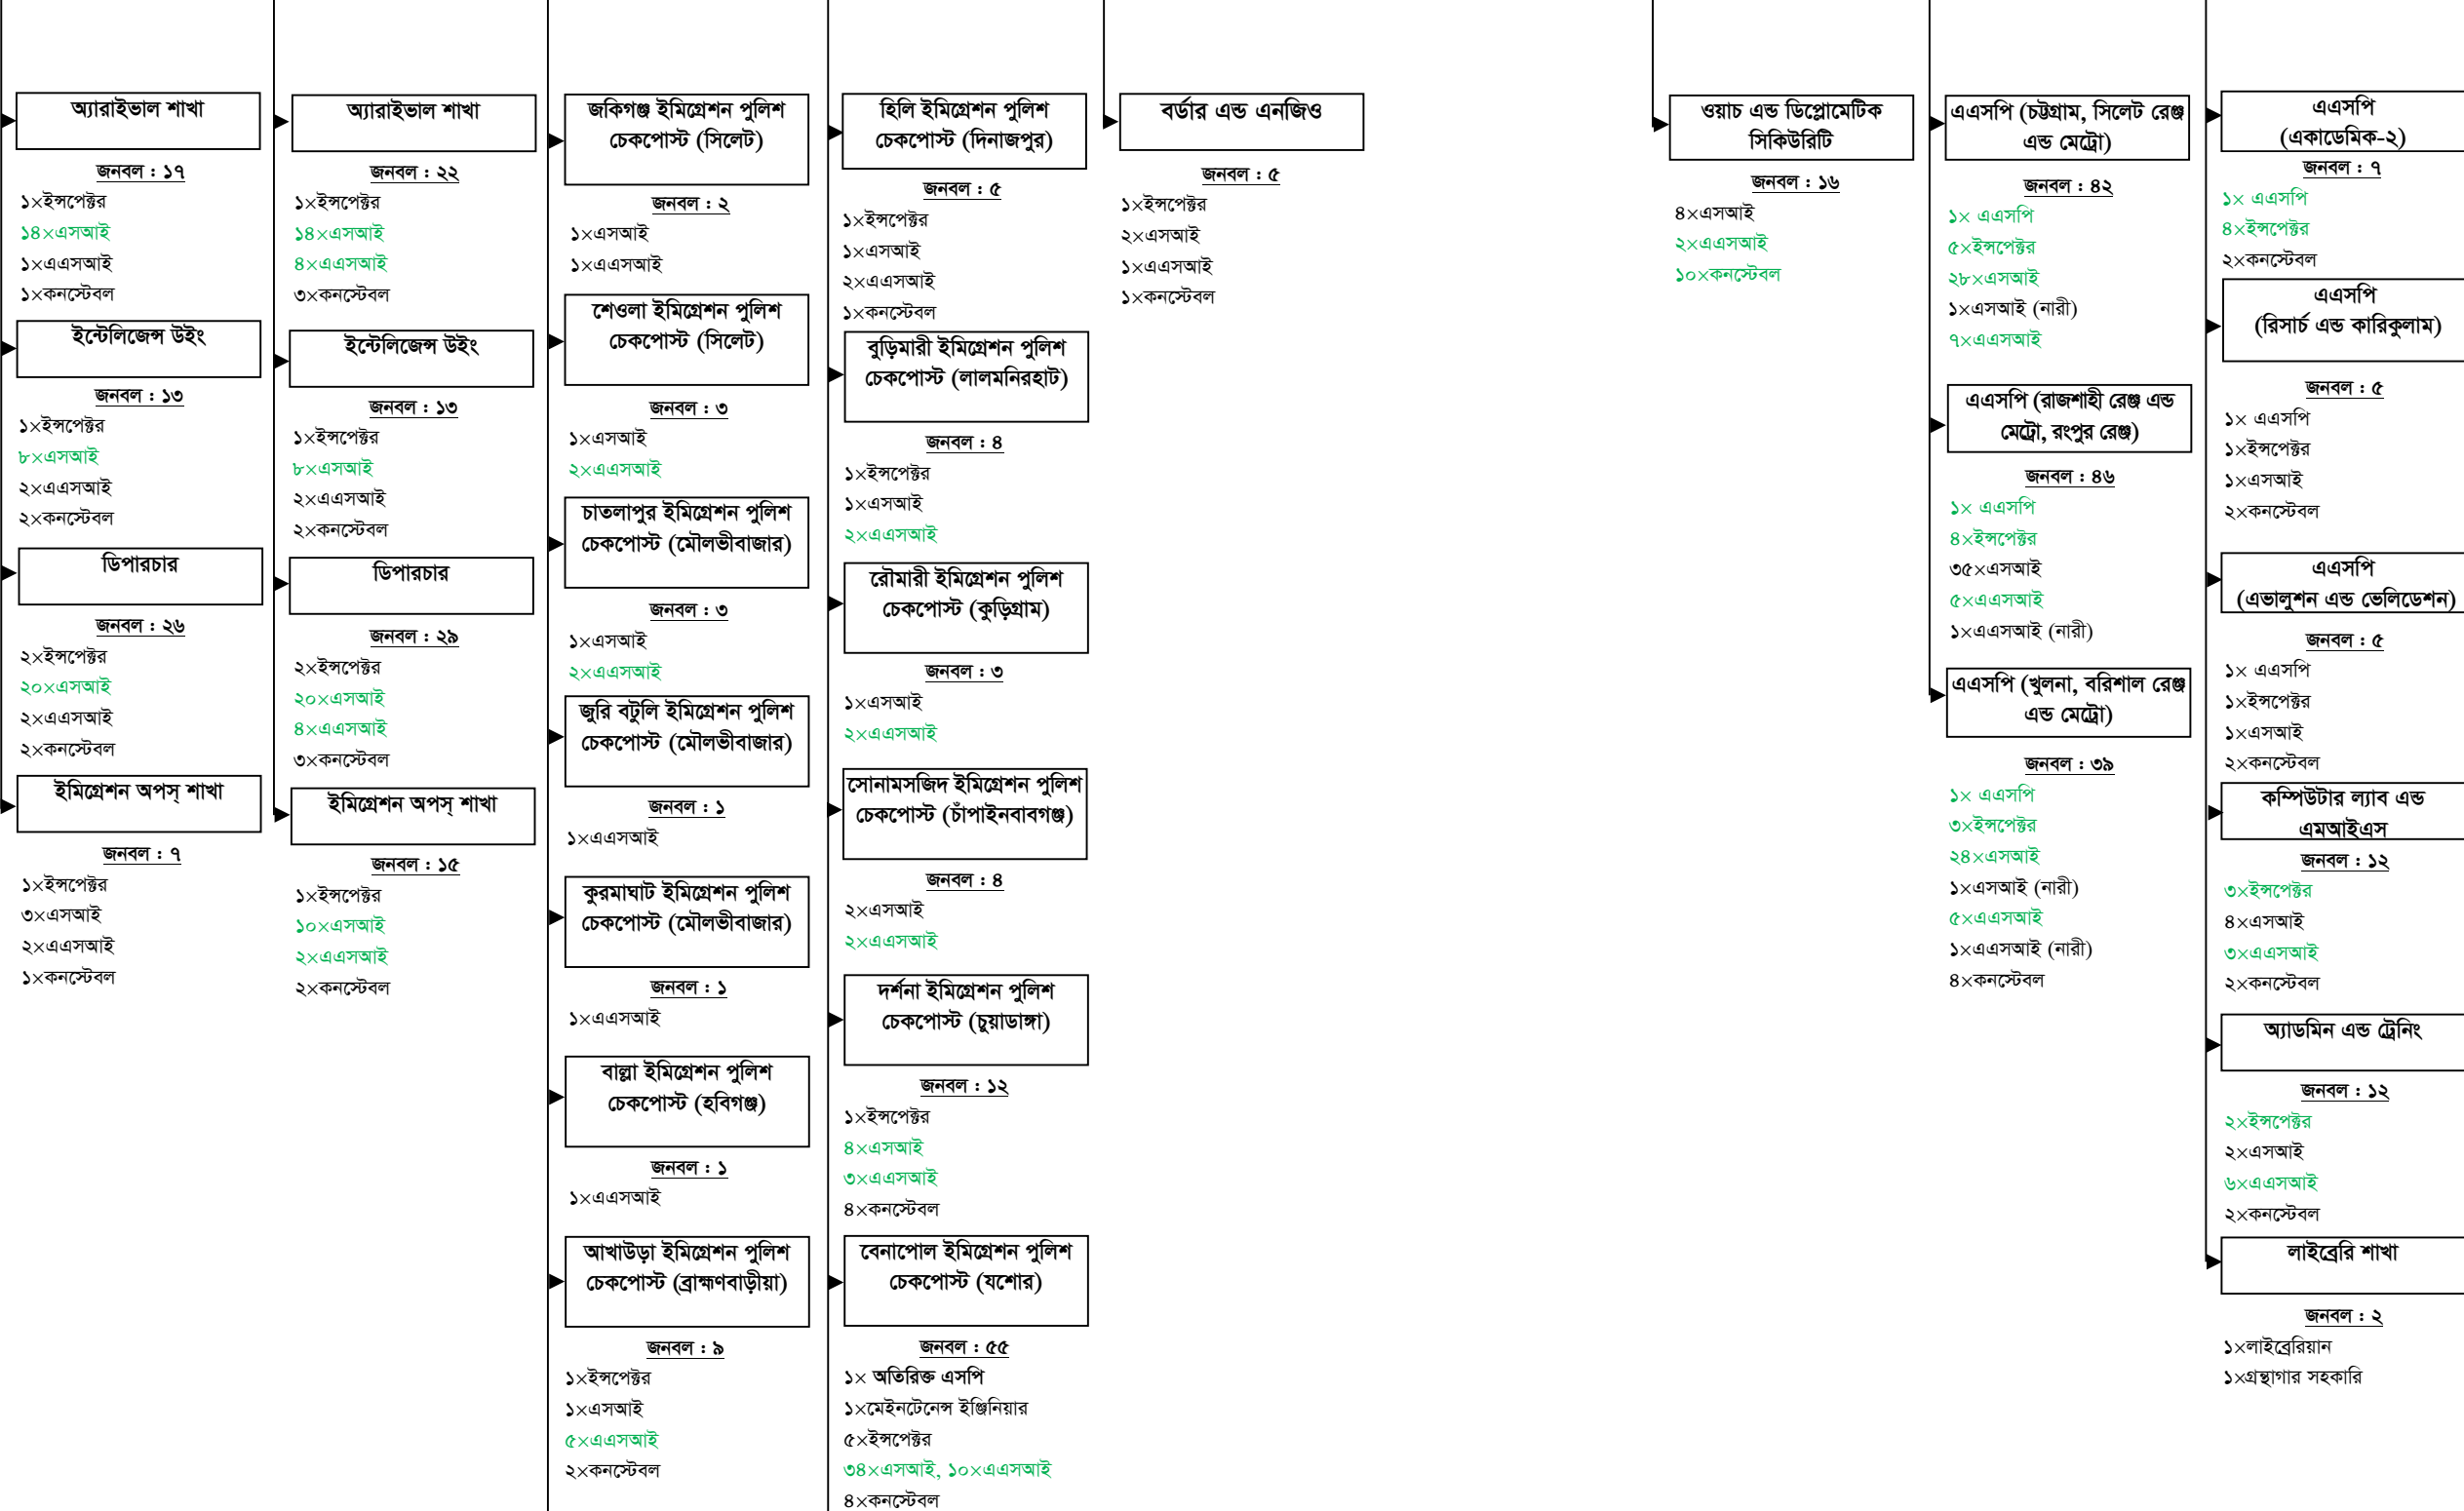 অ্যারাইভাল শাখা
জনবল : ১৭
১×ইন্সপেক্টর
১৪×এসআই
১×এএসআই
১×কনস্টেবল
ইন্টেলিজেন্স উইং
জনবল : ১৩
১×ইন্সপেক্টর
৮×এসআই
২×এএসআই
২×কনস্টেবল
ডিপারচার
জনবল : ২৬
২×ইন্সপেক্টর
২০×এসআই
২×এএসআই
২×কনস্টেবল
ইমিগ্রেশন অপস্ শাখা
জনবল : ৭
১×ইন্সপেক্টর
৩×এসআই
২×এএসআই
১×কনস্টেবল
অ্যারাইভাল শাখা
জনবল : ২২
১×ইন্সপেক্টর
১৪×এসআই
৪×এএসআই
৩×কনস্টেবল
ইন্টেলিজেন্স উইং
জনবল : ১৩
১×ইন্সপেক্টর
৮×এসআই
২×এএসআই
২×কনস্টেবল
ডিপারচার
জনবল : ২৯
২×ইন্সপেক্টর
২০×এসআই
৪×এএসআই
৩×কনস্টেবল
ইমিগ্রেশন অপস্ শাখা
জনবল : ১৫
১×ইন্সপেক্টর
১০×এসআই
২×এএসআই
২×কনস্টেবল
জকিগঞ্জ ইমিগ্রেশন পুলিশ
চেকপোস্ট (সিলেট)
জনবল : ২
১×এসআই
১×এএসআই
শেওলা ইমিগ্রেশন পুলিশ
চেকপোস্ট (সিলেট)
জনবল : ৩
১×এসআই
২×এএসআই
চাতলাপুর ইমিগ্রেশন পুলিশ
চেকপোস্ট (মৌলভীবাজার)
জনবল : ৩
১×এসআই
২×এএসআই
জুরি বটুলি ইমিগ্রেশন পুলিশ
চেকপোস্ট (মৌলভীবাজার)
জনবল : ১
১×এএসআই
কুরমাঘাট ইমিগ্রেশন পুলিশ
চেকপোস্ট (মৌলভীবাজার)
জনবল : ১
১×এএসআই
বাল্লা ইমিগ্রেশন পুলিশ
চেকপোস্ট (হবিগঞ্জ)
জনবল : ১
১×এএসআই
আখাউড়া ইমিগ্রেশন পুলিশ
চেকপোস্ট (ব্রাহ্মণবাড়ীয়া)
জনবল : ৯
১×ইন্সপেক্টর
১×এসআই
৫×এএসআই
২×কনস্টেবল
হিলি ইমিগ্রেশন পুলিশ
চেকপোস্ট (দিনাজপুর)
জনবল : ৫
১×ইন্সপেক্টর
১×এসআই
২×এএসআই
১×কনস্টেবল
বুড়িমারী ইমিগ্রেশন পুলিশ
চেকপোস্ট (লালমনিরহাট)
জনবল : ৪
১×ইন্সপেক্টর
১×এসআই
২×এএসআই
রৌমারী ইমিগ্রেশন পুলিশ
চেকপোস্ট (কুড়িগ্রাম)
জনবল : ৩
১×এসআই
২×এএসআই
সোনামসজিদ ইমিগ্রেশন পুলিশ
চেকপোস্ট (চাঁপাইনবাবগঞ্জ)
জনবল : ৪
২×এসআই
২×এএসআই
দর্শনা ইমিগ্রেশন পুলিশ
চেকপোস্ট (চুয়াডাঙ্গা)
জনবল : ১২
১×ইন্সপেক্টর
৪×এসআই
৩×এএসআই
৪×কনস্টেবল
বেনাপোল ইমিগ্রেশন পুলিশ
চেকপোস্ট (যশোর)
জনবল : ৫৫
১× অতিরিক্ত এসপি
১×মেইনটেনেন্স ইঞ্জিনিয়ার
৫×ইন্সপেক্টর
৩৪×এসআই, ১০×এএসআই
৪×কনস্টেবল
বর্ডার এন্ড এনজিও
জনবল : ৫
১×ইন্সপেক্টর
২×এসআই
১×এএসআই
১×কনস্টেবল
ওয়াচ এন্ড ডিপ্লোমেটিক
সিকিউরিটি
জনবল : ১৬
৪×এসআই
২×এএসআই
১০×কনস্টেবল
এএসপি (চট্টগ্রাম, সিলেট রেঞ্জ
এন্ড মেট্রো)
জনবল : ৪২
১× এএসপি
৫×ইন্সপেক্টর
২৮×এসআই
১×এসআই (নারী)
৭×এএসআই
এএসপি (রাজশাহী রেঞ্জ এন্ড
মেট্রো, রংপুর রেঞ্জ)
জনবল : ৪৬
১× এএসপি
৪×ইন্সপেক্টর
৩৫×এসআই
৫×এএসআই
১×এএসআই (নারী)
এএসপি (খুলনা, বরিশাল রেঞ্জ
এন্ড মেট্রো)
জনবল : ৩৯
১× এএসপি
৩×ইন্সপেক্টর
২৪×এসআই
১×এসআই (নারী)
৫×এএসআই
১×এএসআই (নারী)
৪×কনস্টেবল
এএসপি
(একাডেমিক-২)
জনবল : ৭
১× এএসপি
৪×ইন্সপেক্টর
২×কনস্টেবল
এএসপি
(রিসার্চ এন্ড কারিকুলাম)
জনবল : ৫
১× এএসপি
১×ইন্সপেক্টর
১×এসআই
২×কনস্টেবল
এএসপি
(এভালুশন এন্ড ভেলিডেশন)
জনবল : ৫
১× এএসপি
১×ইন্সপেক্টর
১×এসআই
২×কনস্টেবল
কম্পিউটার ল্যাব এন্ড
এমআইএস
জনবল : ১২
৩×ইন্সপেক্টর
৪×এসআই
৩×এএসআই
২×কনস্টেবল
অ্যাডমিন এন্ড ট্রেনিং
জনবল : ১২
২×ইন্সপেক্টর
২×এসআই
৬×এএসআই
২×কনস্টেবল
লাইব্রেরি শাখা
জনবল : ২
১×লাইব্রেরিয়ান
১×গ্রন্থাগার সহকারি